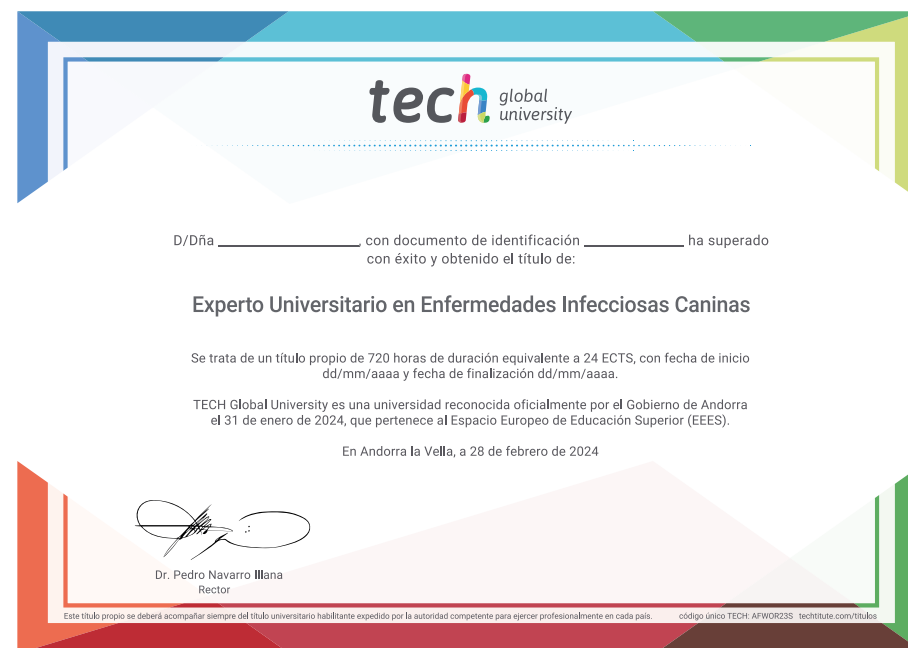 tech global university
D/Dña ____________________, con documento de identificación ______________ ha superado
con éxito y obtenido el título de:
Experto Universitario en Enfermedades Infecciosas Caninas
Se trata de un título propio de 720 horas de duración equivalente a 24 ECTS, con fecha de inicio
dd/mm/aaaa y fecha de finalización dd/mm/aaaa.
TECH Global University es una universidad reconocida oficialmente por el Gobierno de Andorra
el 31 de enero de 2024, que pertenece al Espacio Europeo de Educación Superior (EEES).
En Andorra la Vella, a 28 de febrero de 2024
Dr. Pedro Navarro Illana
Rector
Este título propio se deberá acompañar siempre del título universitario habilitante expedido por la autoridad competente para ejercer profesionalmente en cada país. código único TECH: AFWOR23S techtitute.com/titulos